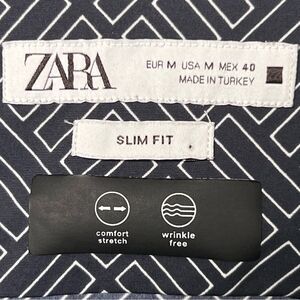 ZARA
EUR M USA M MEX 40
MADE IN TURKEY
SLIM FIT
comfort
stretch
wrinkle
free